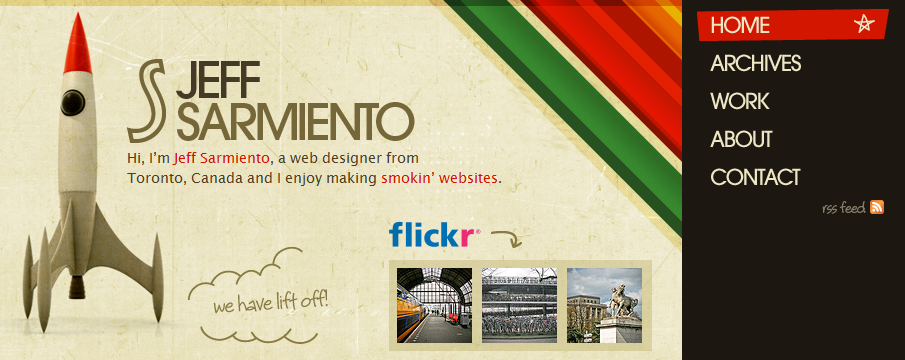 JEFF
SARMIENTO
Hi, I'm Jeff Sarmiento, a web designer from
Toronto, Canada and I enjoy making smokin' websites.
flickr®
we have lift off!
HOME
ARCHIVES
WORK
ABOUT
CONTACT
rss feed